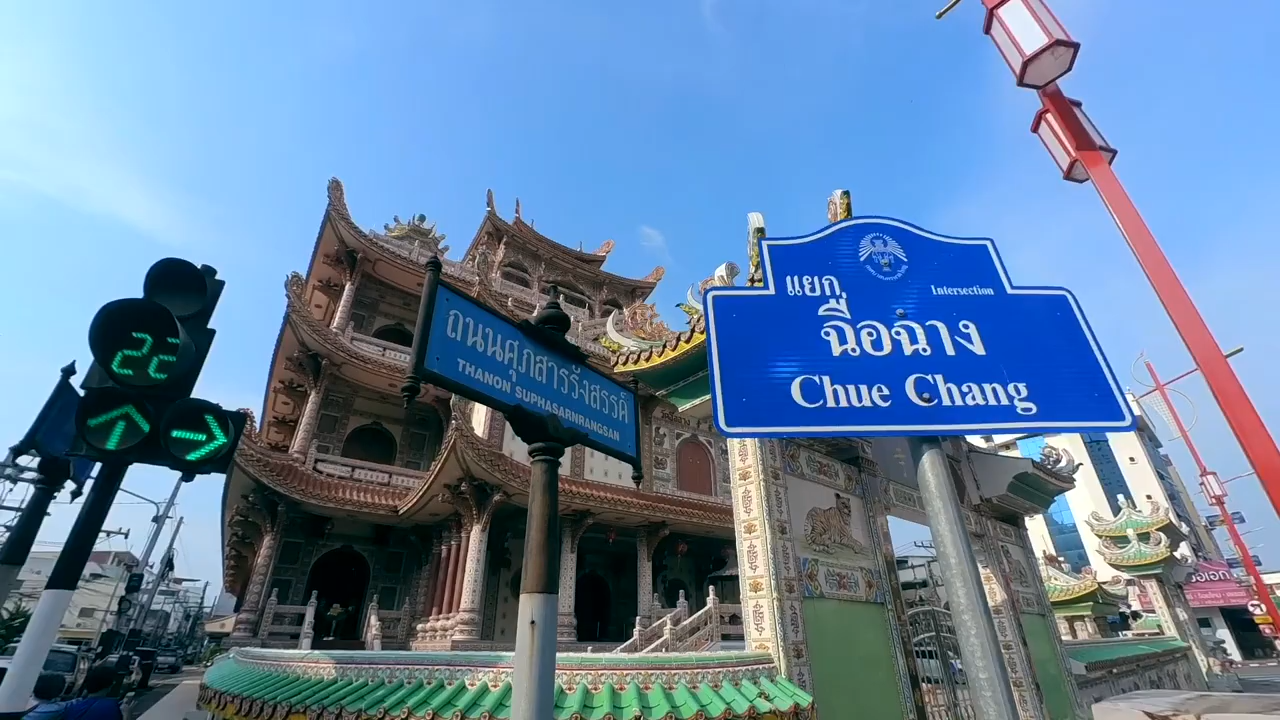 22
ถนนศุภสารรังสรรค์
THANON SUPHASARNRANGSAN
แยก
Intersection
ฉื่อฉาง
Chue Chang